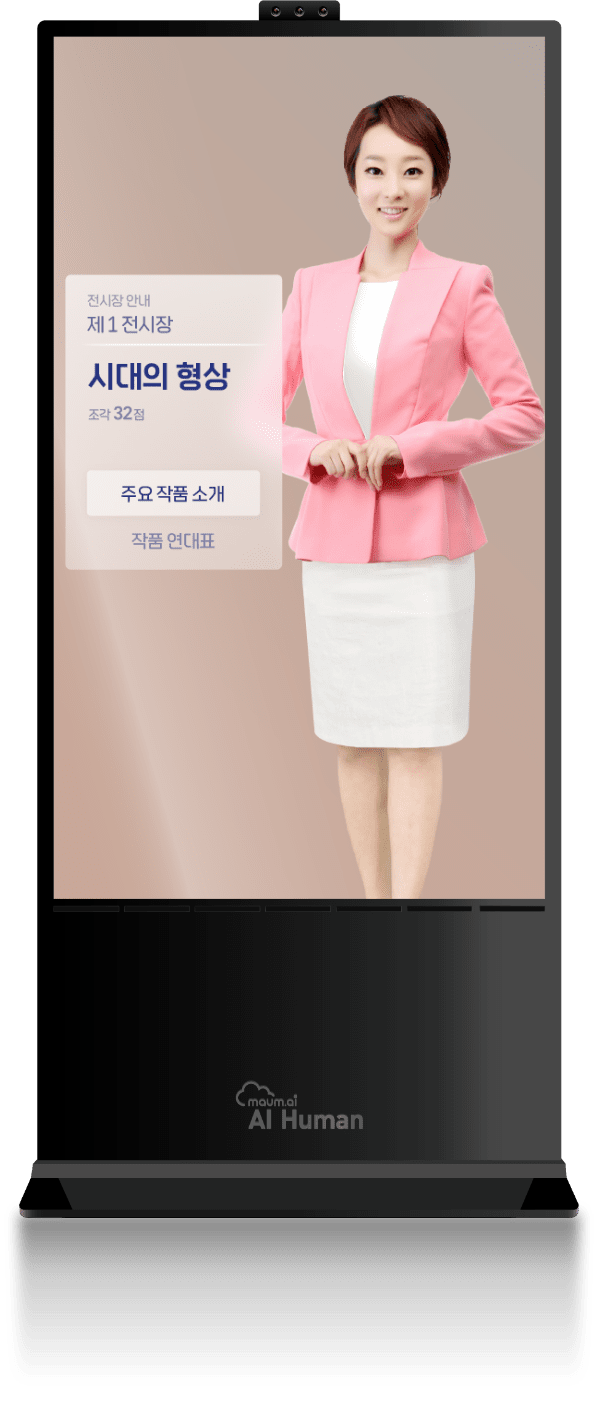 전시장 안내
제1 전시장
시대의 형상
조각 32점
주요 작품 소개
작품 연대표
maum.ai
AI Human